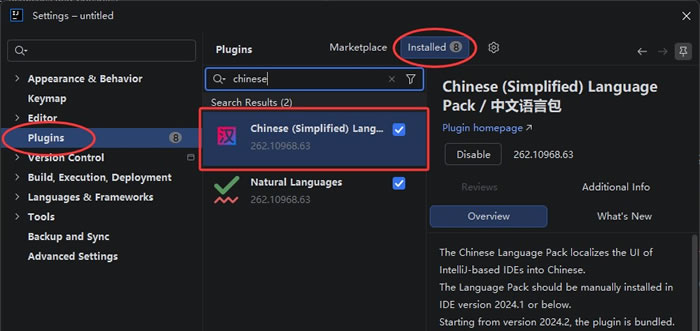 Settings – untitled
Plugins
Marketplace
Installed 8
chinese
Appearance & Behavior
Keymap
Editor
Plugins 8
Version Control
Build, Execution, Deployment
Languages & Frameworks
Tools
Backup and Sync
Advanced Settings
Search Results (2)
汉
Chinese (Simplified) Lang...
262.10968.63
Natural Languages
262.10968.63
Chinese (Simplified) Language
Pack / 中文语言包
Plugin homepage ↗
Disable 262.10968.63
Reviews Additional Info
Overview What's New
The Chinese Language Pack localizes the UI of
IntelliJ-based IDEs into Chinese.
The Language Pack should be manually installed in
IDE version 2024.1 or below.
Starting from version 2024.2, the plugin is bundled.